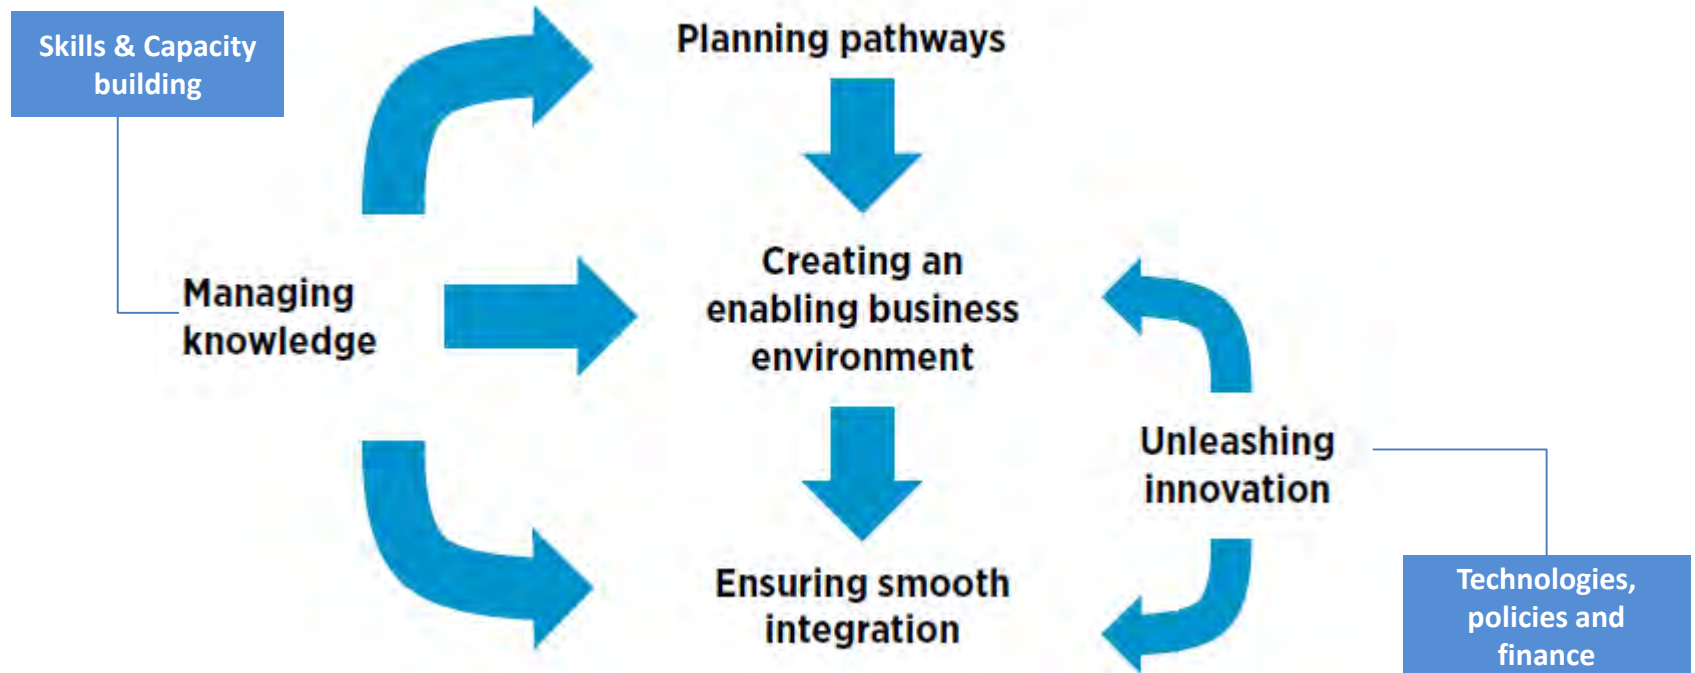 Skills & Capacity
building
Planning pathways
Managing
knowledge
Creating an
enabling business
environment
Unleashing
innovation
Ensuring smooth
integration
Technologies,
policies and
finance